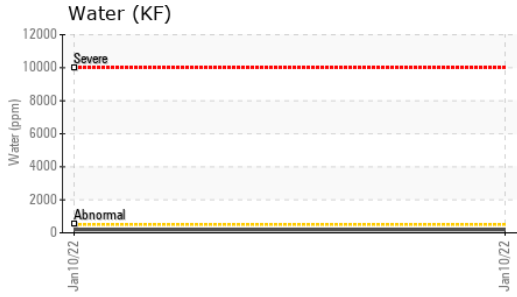 Water (KF)
12000
Severe
10000
8000
6000
4000
2000
Abnormal
0
Water (ppm)
Jan10/22
Jan10/22